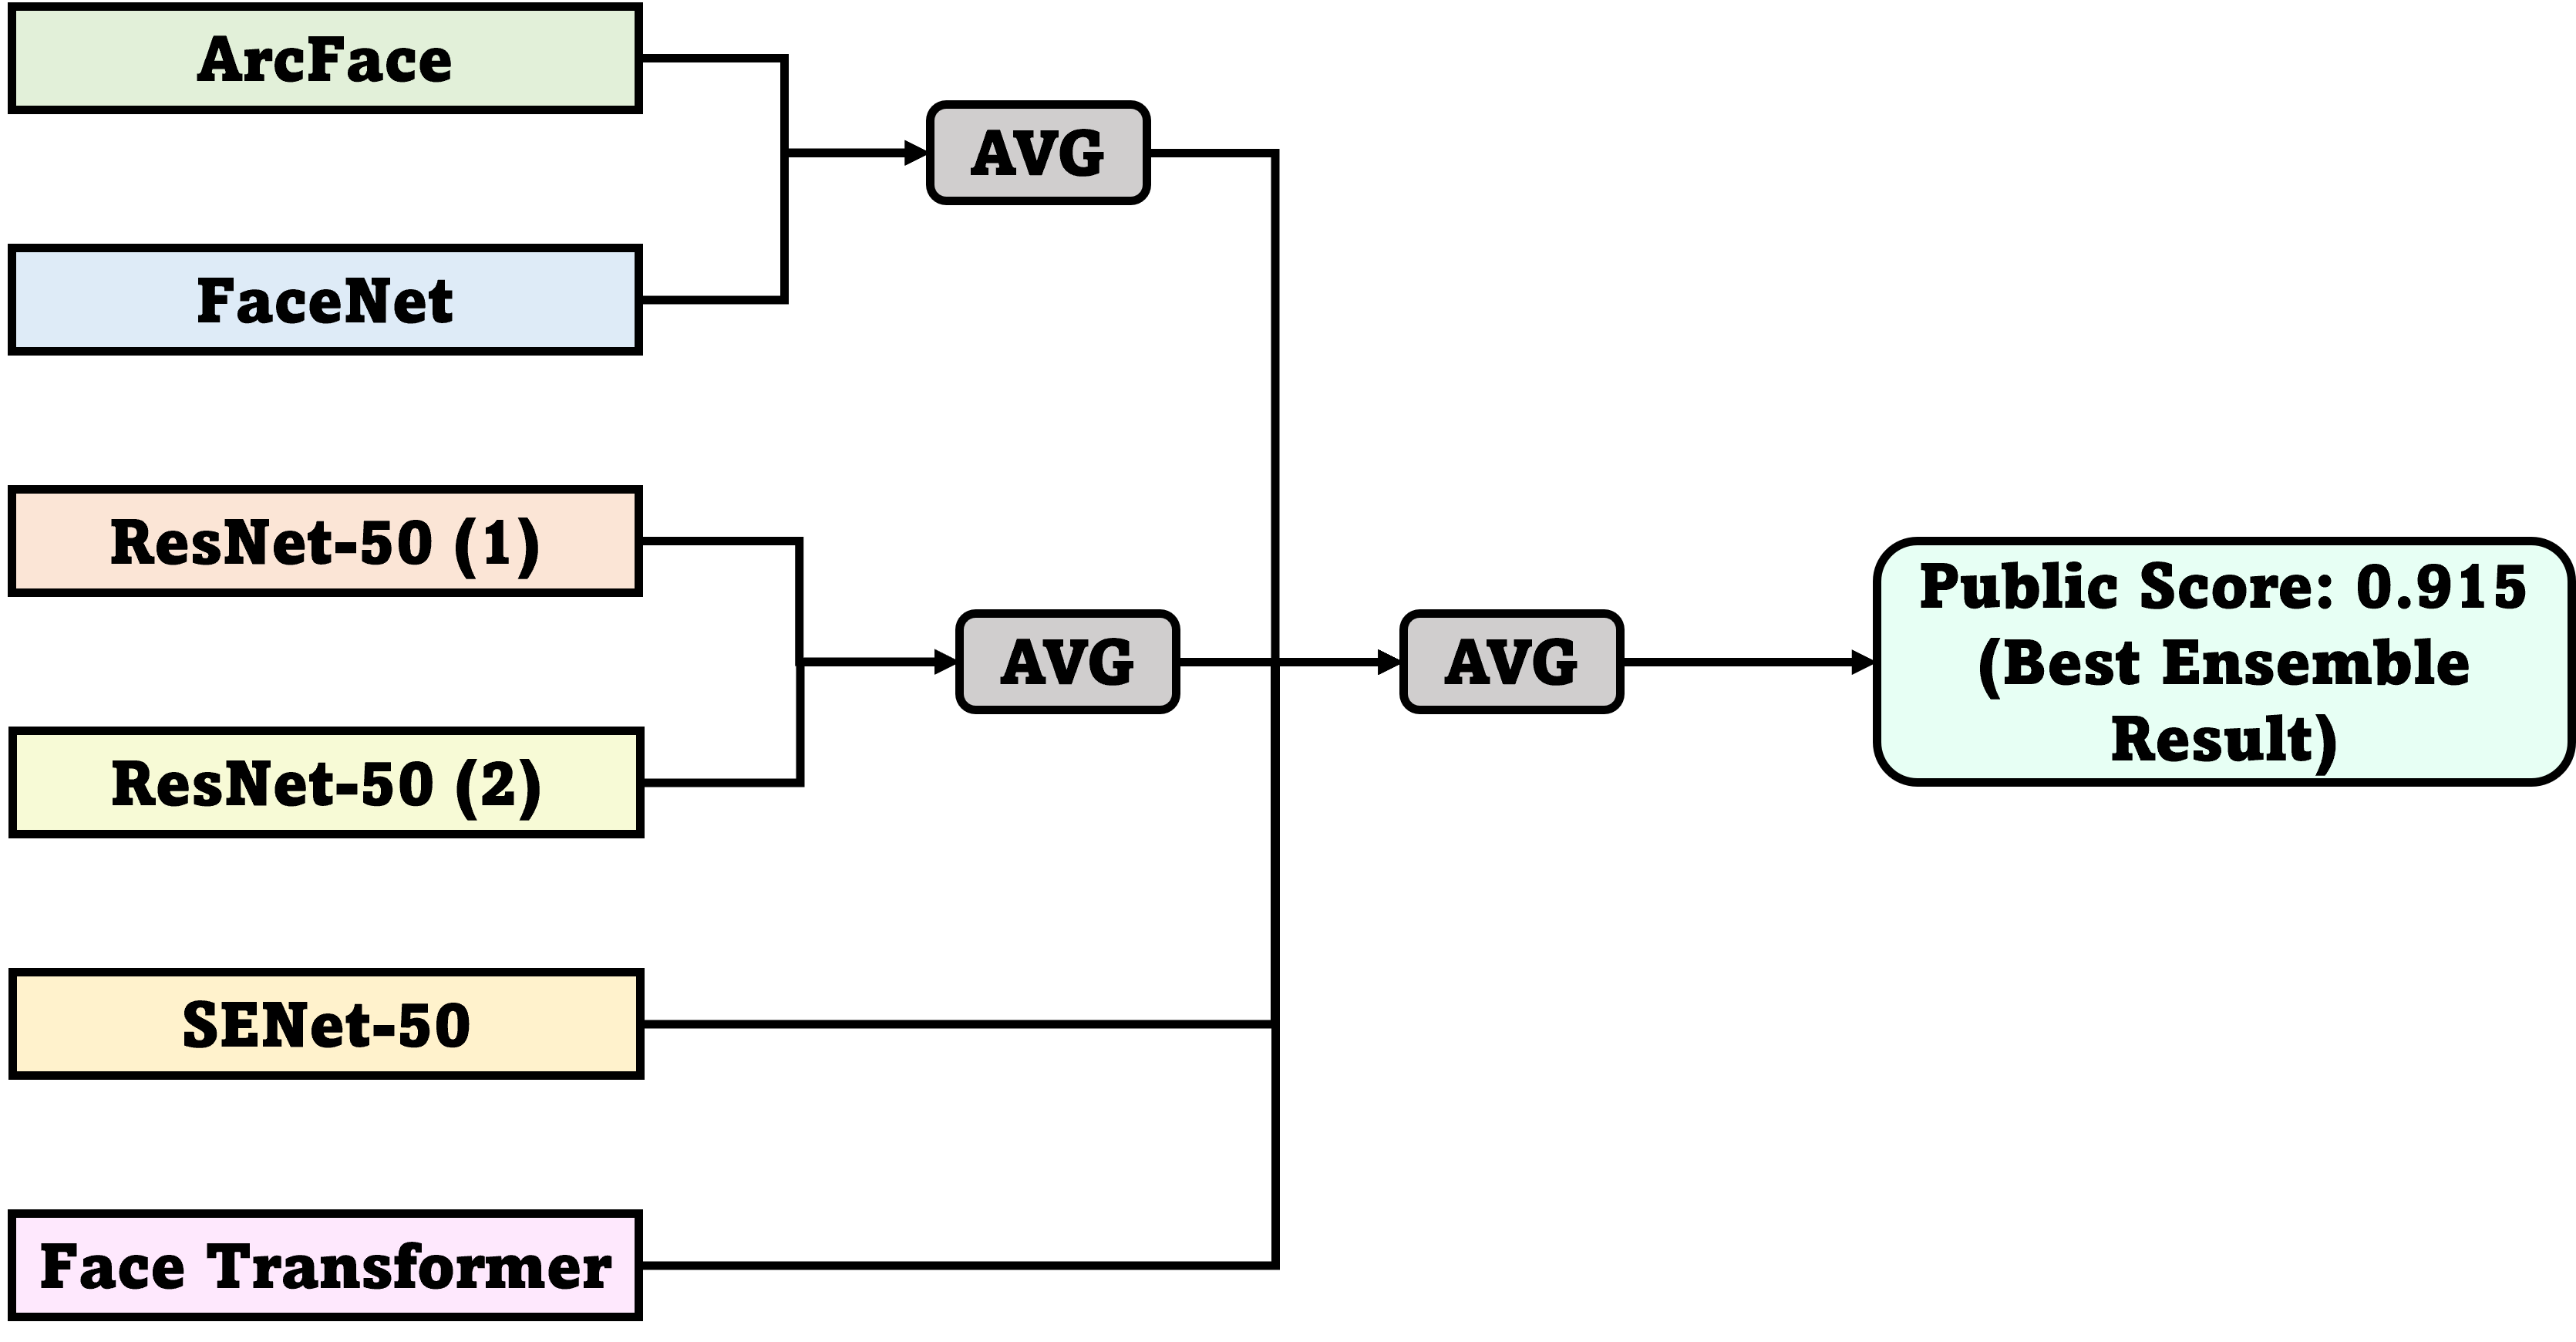 ArcFace
AVG
FaceNet
ResNet-50 (1)
AVG
AVG
Public Score: 0.915
(Best Ensemble
Result)
ResNet-50 (2)
SENet-50
Face Transformer